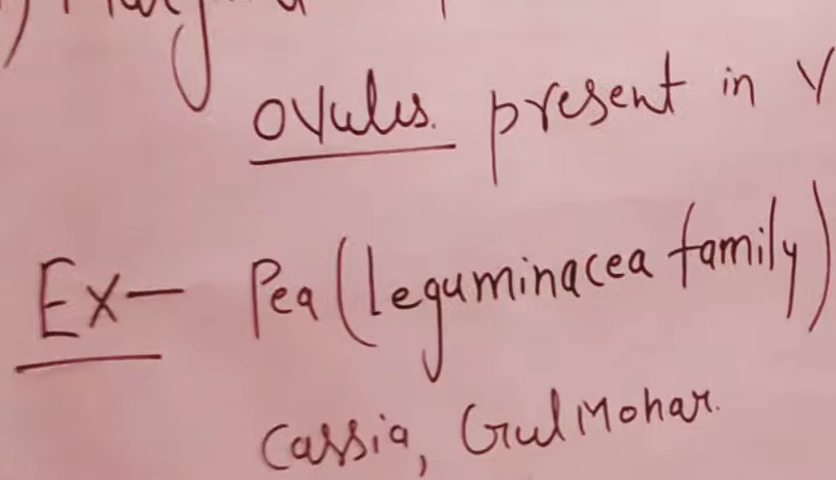 ovules. present in
Ex- Pea (leguminacea family)
Cassia, Gulmohar.